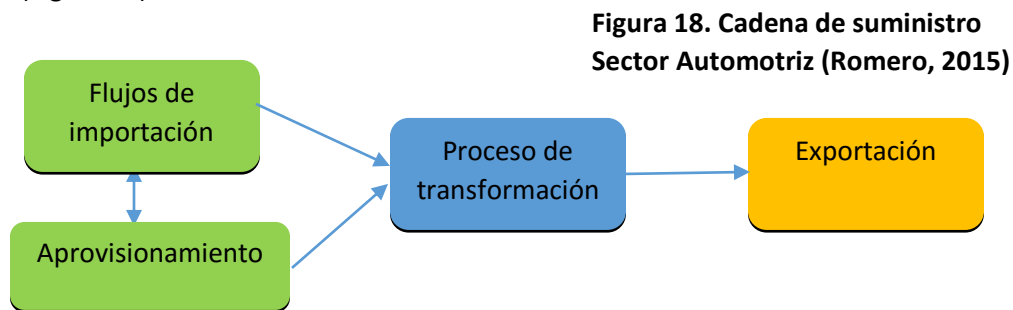 Figura 18. Cadena de suministro
Sector Automotriz (Romero, 2015)
Flujos de
importación
Proceso de
transformación
Exportación
Aprovisionamiento